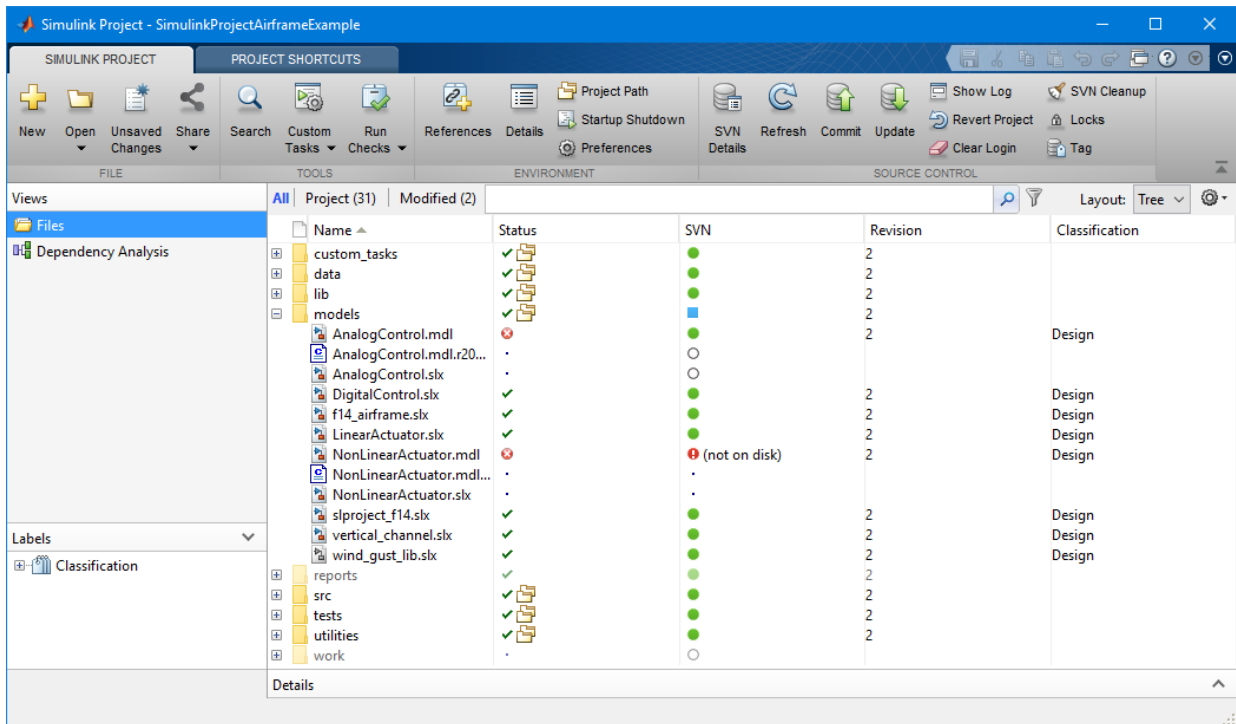 Simulink Project - SimulinkProjectAirframeExample
SIMULINK PROJECT PROJECT SHORTCUTS
New Open Unsaved Changes Share Search Custom Tasks Run Checks References Details Project Path Startup Shutdown Preferences SVN Details Refresh Commit Update Show Log Revert Project Clear Login SVN Cleanup Locks Tag
FILE TOOLS ENVIRONMENT SOURCE CONTROL
Views All Project (31) Modified (2) Layout: Tree
Files Name Status SVN Revision Classification
Dependency Analysis
custom_tasks 2
data 2
lib 2
models 2
AnalogControl.mdl 2 Design
AnalogControl.mdl.r20...
AnalogControl.slx
DigitalControl.slx 2 Design
f14_airframe.slx 2 Design
LinearActuator.slx 2 Design
NonLinearActuator.mdl (not on disk) 2 Design
NonLinearActuator.mdl...
NonLinearActuator.slx
slproject_f14.slx 2 Design
vertical_channel.slx 2 Design
wind_gust_lib.slx 2 Design
Labels
Classification
reports 2
src 2
tests 2
utilities 2
work
Details